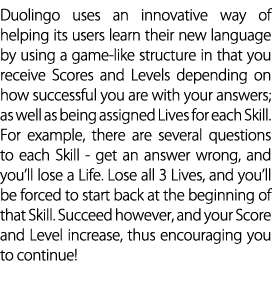 Duolingo uses an innovative way of
helping its users learn their new language
by using a game-like structure in that you
receive Scores and Levels depending on
how successful you are with your answers;
as well as being assigned Lives for each Skill.
For example, there are several questions
to each Skill - get an answer wrong, and
you'll lose a Life. Lose all 3 Lives, and you'll
be forced to start back at the beginning of
that Skill. Succeed however, and your Score
and Level increase, thus encouraging you
to continue!